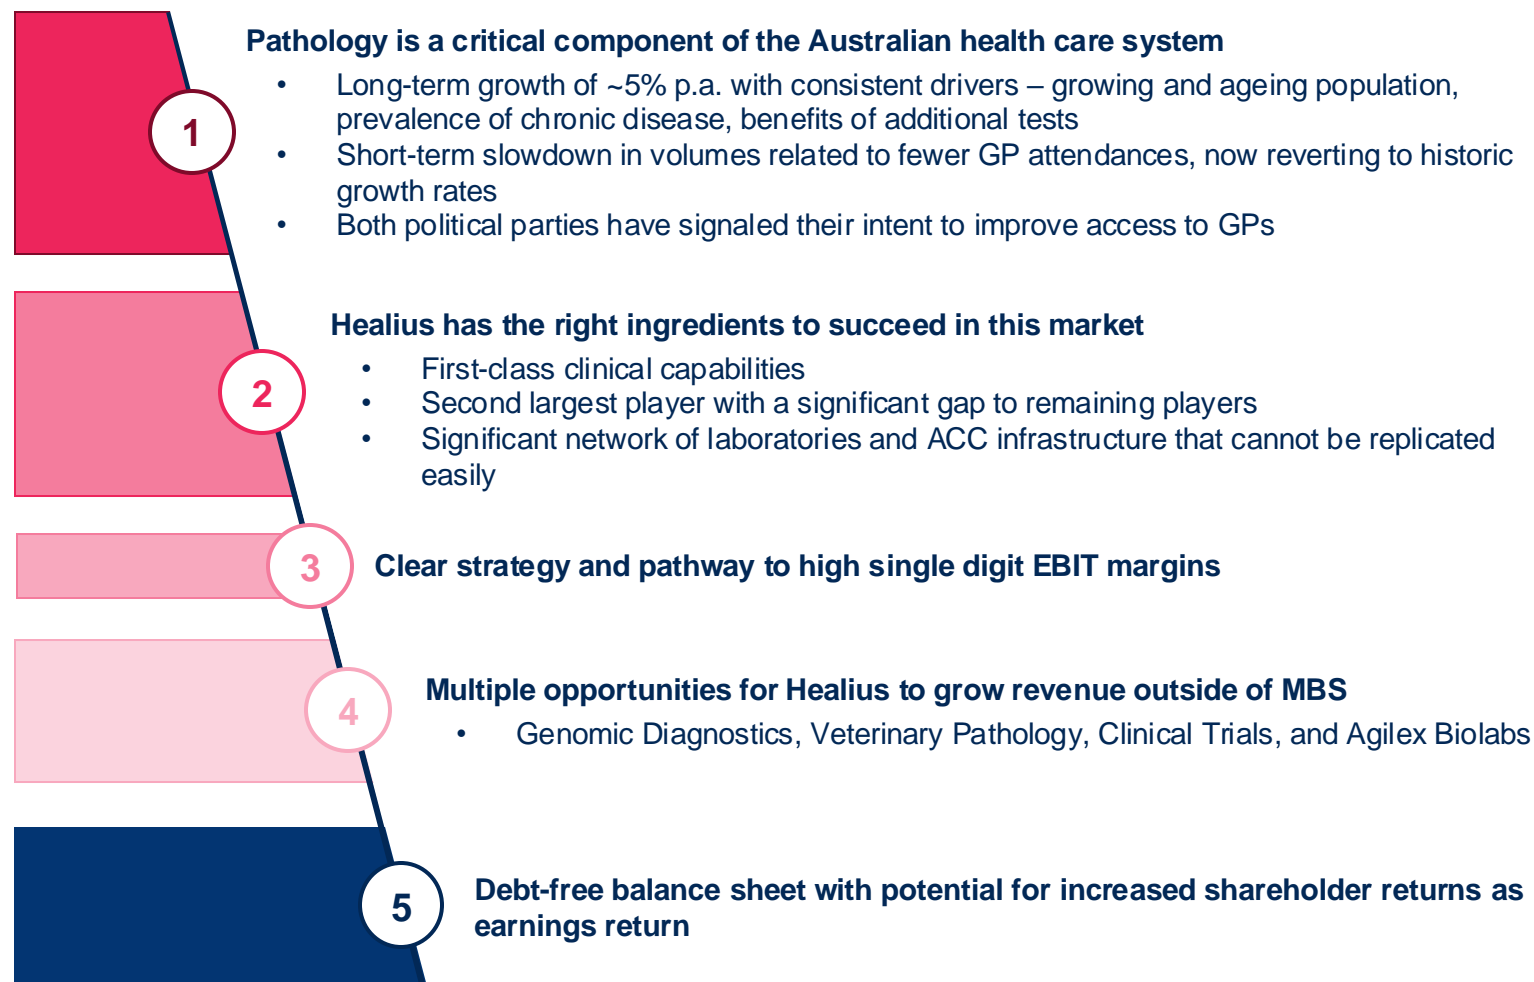 Pathology is a critical component of the Australian health care system
• Long-term growth of ~5% p.a. with consistent drivers – growing and ageing population,
prevalence of chronic disease, benefits of additional tests
• Short-term slowdown in volumes related to fewer GP attendances, now reverting to historic
growth rates
• Both political parties have signaled their intent to improve access to GPs
1
Healius has the right ingredients to succeed in this market
• First-class clinical capabilities
• Second largest player with a significant gap to remaining players
• Significant network of laboratories and ACC infrastructure that cannot be replicated
easily
2
3
Clear strategy and pathway to high single digit EBIT margins
4
Multiple opportunities for Healius to grow revenue outside of MBS
• Genomic Diagnostics, Veterinary Pathology, Clinical Trials, and Agilex Biolabs
5
Debt-free balance sheet with potential for increased shareholder returns as
earnings return